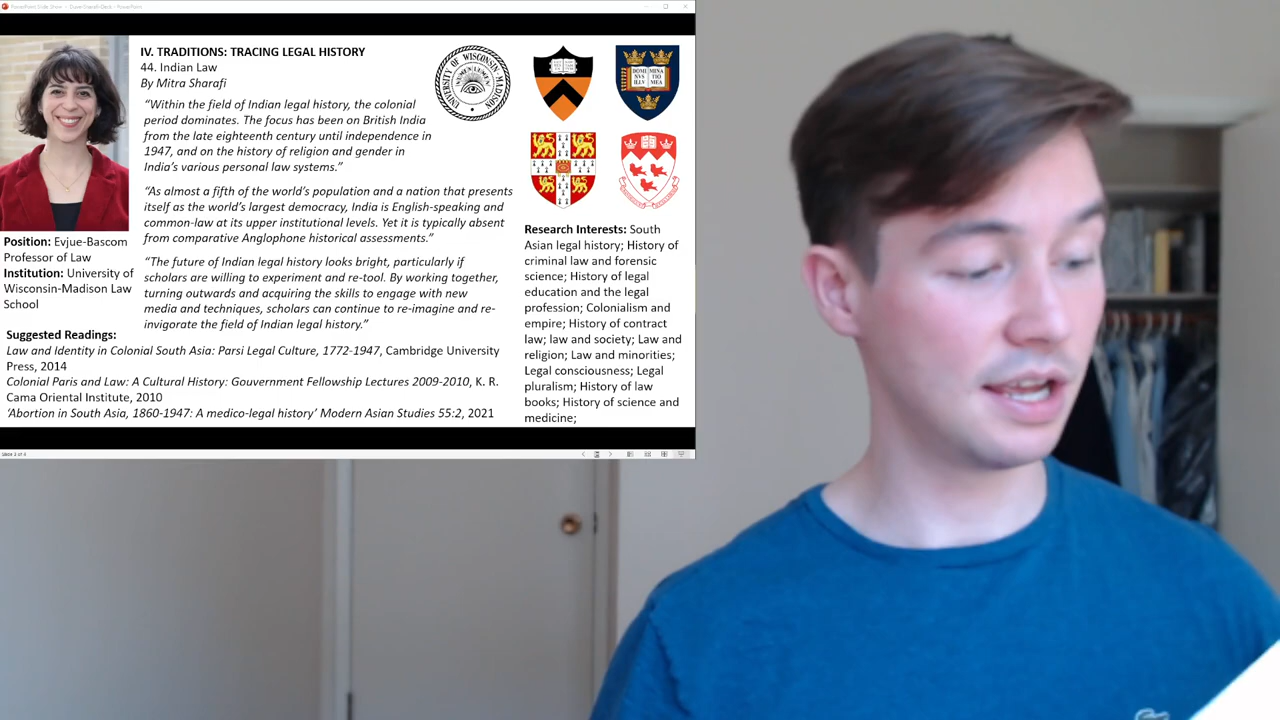 PowerPoint Slide Show - Duve-Sharafi-Deck - PowerPoint
IV. TRADITIONS: TRACING LEGAL HISTORY
44. Indian Law
By Mitra Sharafi
“Within the field of Indian legal history, the colonial
period dominates. The focus has been on British India
from the late eighteenth century until independence in
1947, and on the history of religion and gender in
India’s various personal law systems.”
“As almost a fifth of the world’s population and a nation that presents
itself as the world’s largest democracy, India is English-speaking and
common-law at its upper institutional levels. Yet it is typically absent
from comparative Anglophone historical assessments.”
“The future of Indian legal history looks bright, particularly if
scholars are willing to experiment and re-tool. By working together,
turning outwards and acquiring the skills to engage with new
media and techniques, scholars can continue to re-imagine and re-
invigorate the field of Indian legal history.”
Position: Evjue-Bascom
Professor of Law
Institution: University of
Wisconsin-Madison Law
School
Suggested Readings:
Law and Identity in Colonial South Asia: Parsi Legal Culture, 1772-1947, Cambridge University
Press, 2014
Colonial Paris and Law: A Cultural History: Gouvernment Fellowship Lectures 2009-2010, K. R.
Cama Oriental Institute, 2010
‘Abortion in South Asia, 1860-1947: A medico-legal history’ Modern Asian Studies 55:2, 2021
UNIVERSITY OF WISCONSIN-MADISON
Research Interests: South
Asian legal history; History of
criminal law and forensic
science; History of legal
education and the legal
profession; Colonialism and
empire; History of contract
law; law and society; Law and
religion; Law and minorities;
Legal consciousness; Legal
pluralism; History of law
books; History of science and
medicine;